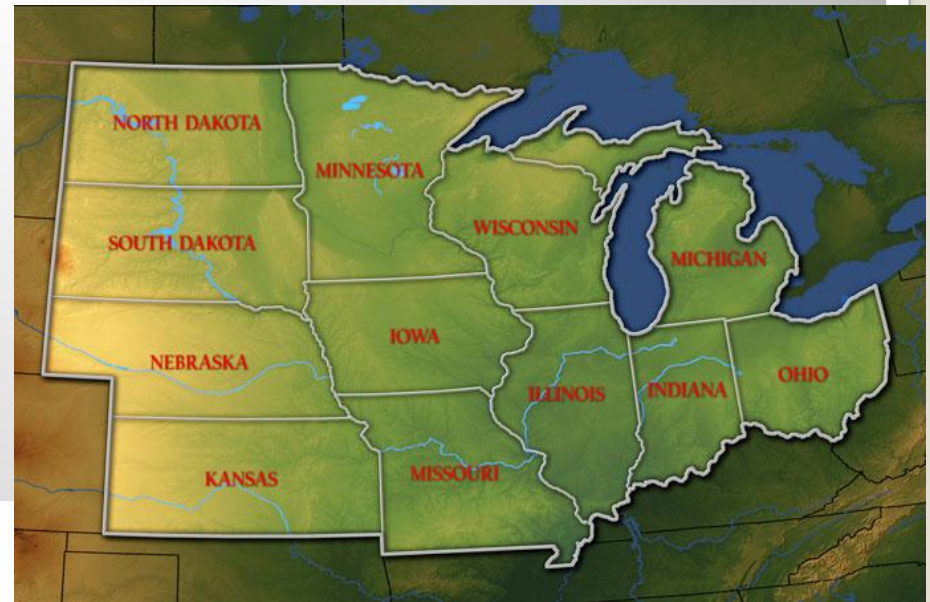 NORTH DAKOTA
MINNESOTA
SOUTH DAKOTA
WISCONSIN
MICHIGAN
IOWA
NEBRASKA
ILLINOIS
INDIANA
OHIO
KANSAS
MISSOURI